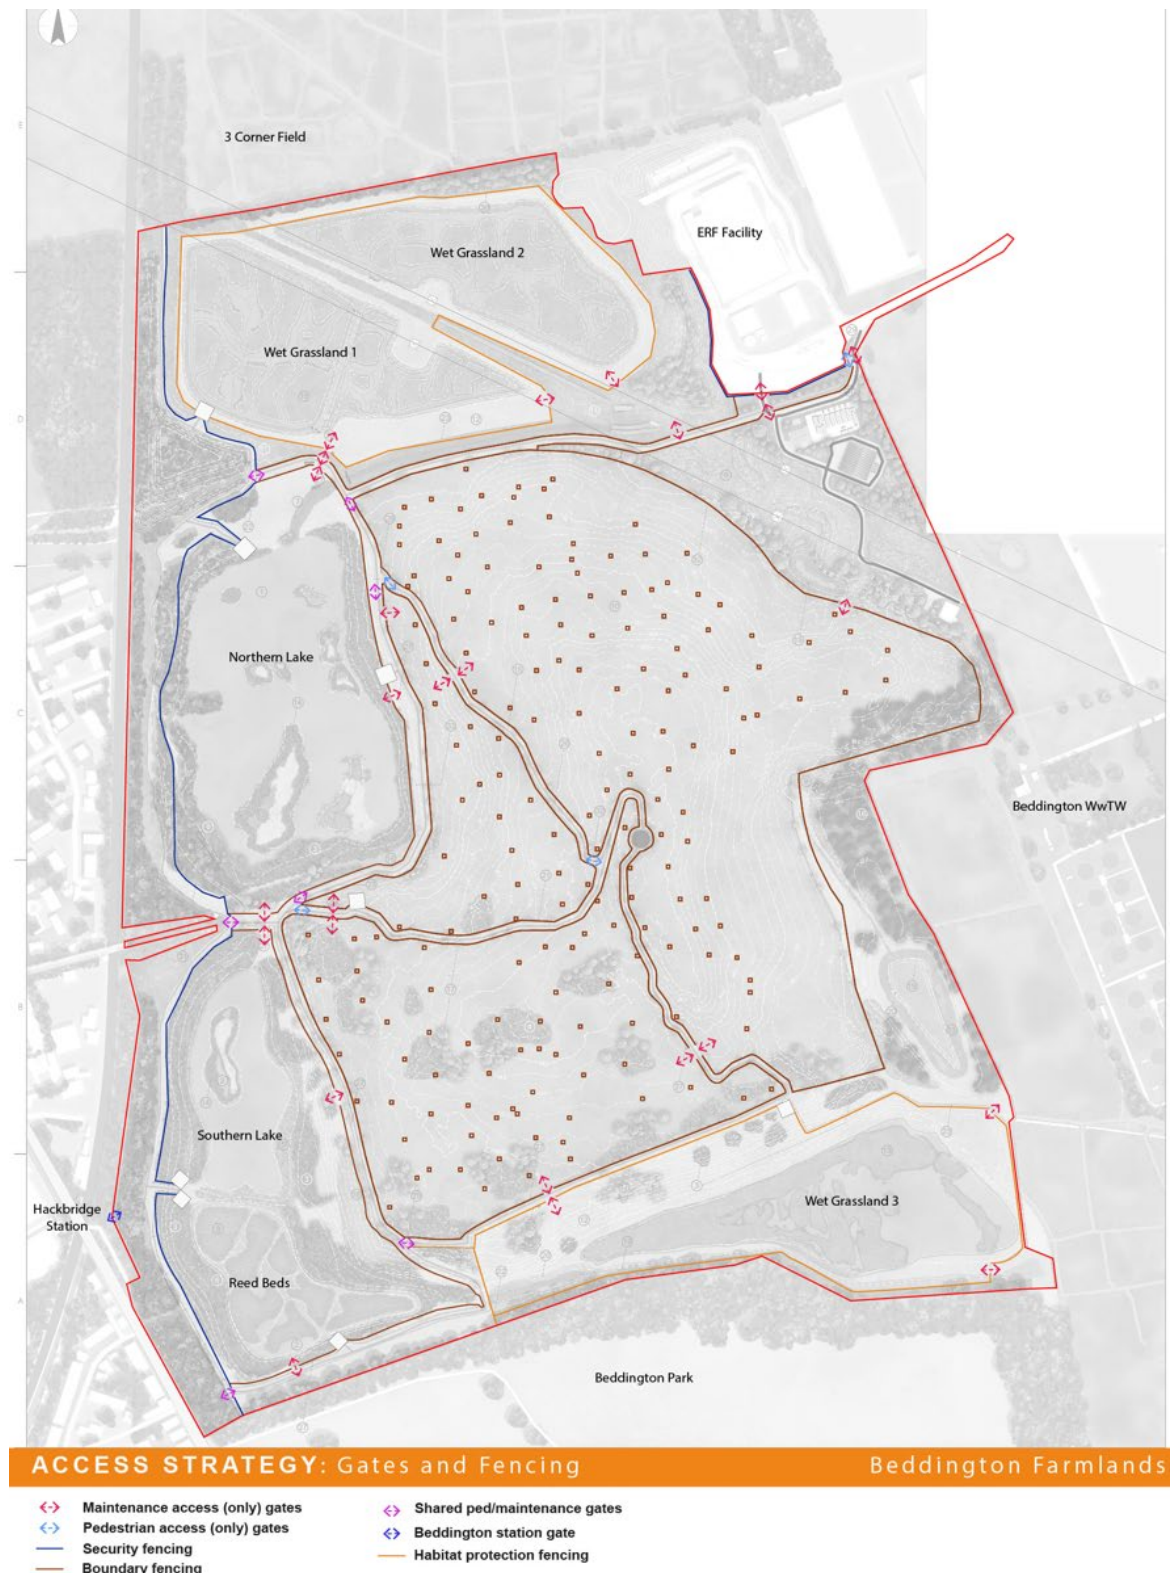 3 Corner Field
ERF Facility
Wet Grassland 2
Wet Grassland 1
Northern Lake
Beddington WwTW
Southern Lake
Wet Grassland 3
Hackbridge
Station
Reed Beds
Beddington Park
ACCESS STRATEGY: Gates and Fencing
Beddington Farmlands
Maintenance access (only) gates
Pedestrian access (only) gates
Security fencing
Boundary fencing
Shared ped/maintenance gates
Beddington station gate
Habitat protection fencing